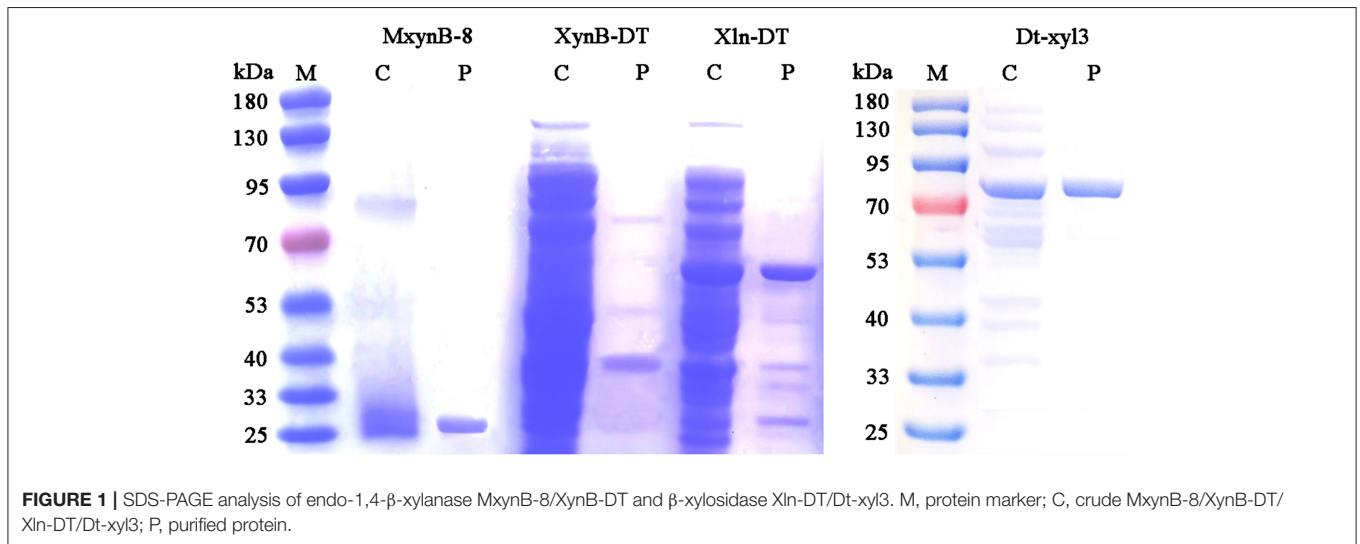 MxynB-8 XynB-DT Xln-DT Dt-xyl3
kDa M C P C P C P kDa M C P
180 180
130 130
95 95
70 70
53 53
40 40
33 33
25 25
FIGURE 1 | SDS-PAGE analysis of endo-1,4-β-xylanase MxynB-8/XynB-DT and β-xylosidase Xln-DT/Dt-xyl3. M, protein marker; C, crude MxynB-8/XynB-DT/
Xln-DT/Dt-xyl3; P, purified protein.